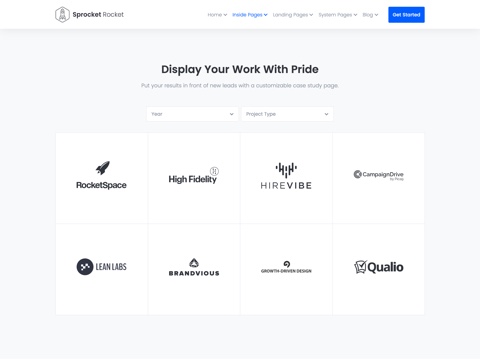 Sprocket Rocket
Home Inside Pages Landing Pages System Pages Blog Get Started
Display Your Work With Pride
Put your results in front of new leads with a customizable case study page.
Year Project Type
RocketSpace High Fidelity HIREVIBE CampaignDrive
by Pica9
LEAN LABS BRANDVIOUS GROWTH-DRIVEN DESIGN Qualio